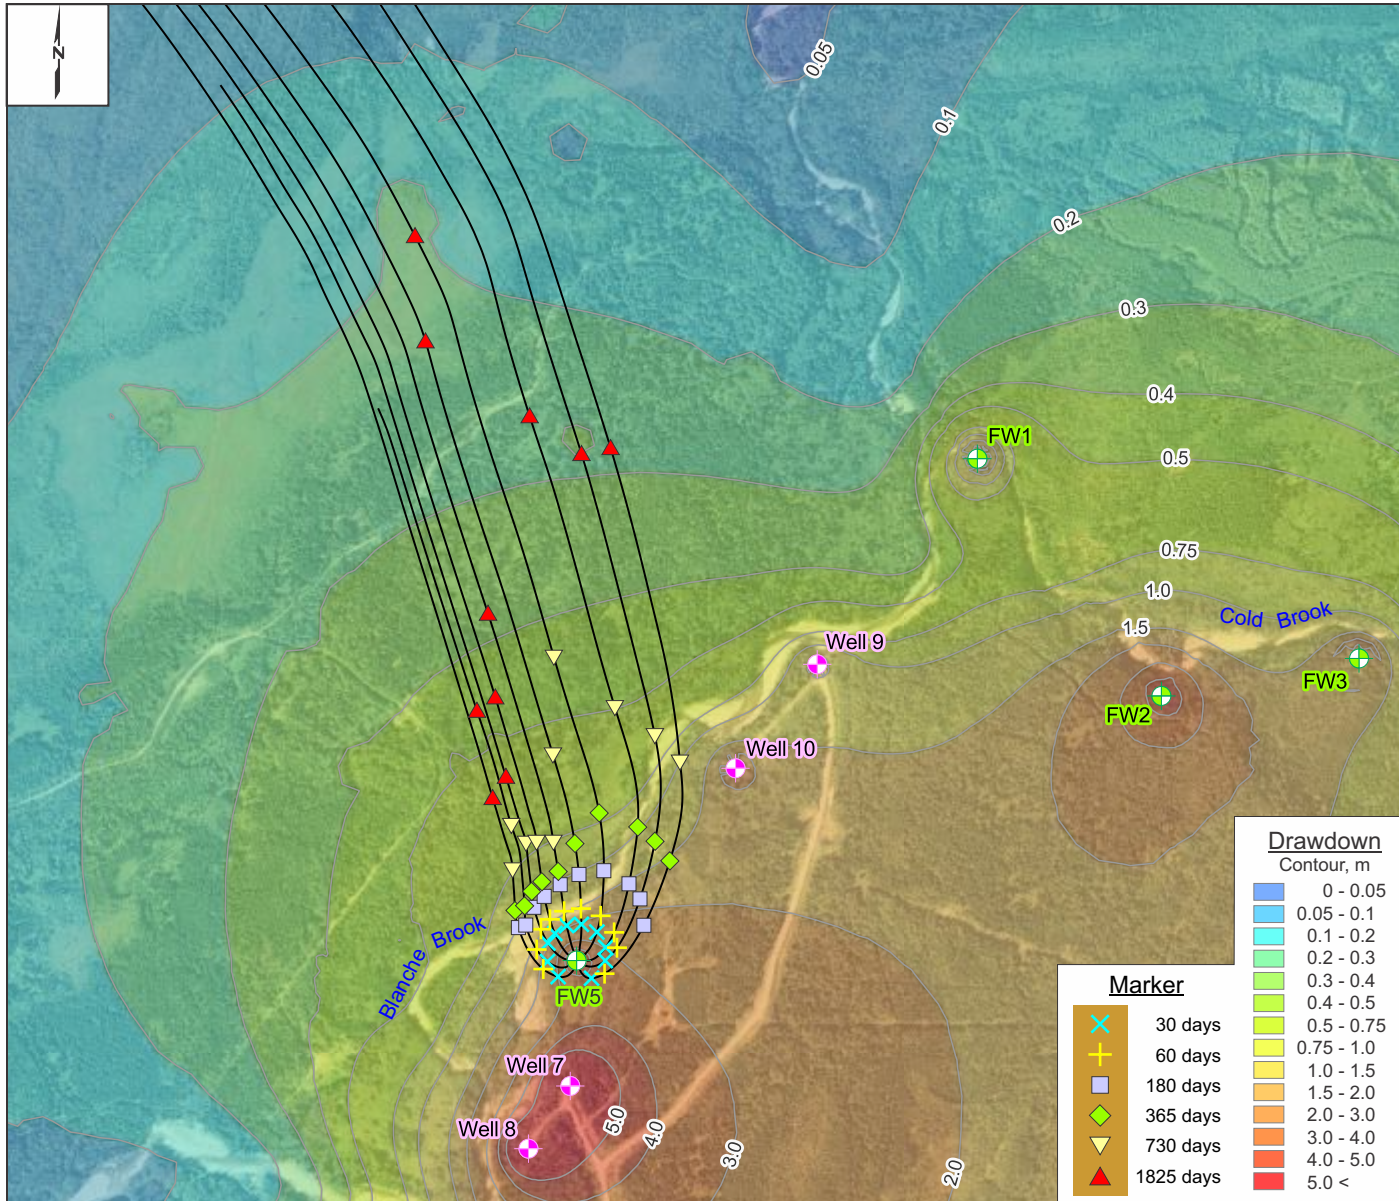 N
0.05
0.1
0.2
0.3
0.4
FW1
0.5
0.75
1.0
Cold Brook
1.5
Well 9
FW3
FW2
Well 10
Blanche Brook
FW5
Well 7
Well 8
5.0
4.0
3.0
2.0
Marker
30 days
60 days
180 days
365 days
730 days
1825 days
Drawdown
Contour, m
0 - 0.05
0.05 - 0.1
0.1 - 0.2
0.2 - 0.3
0.3 - 0.4
0.4 - 0.5
0.5 - 0.75
0.75 - 1.0
1.0 - 1.5
1.5 - 2.0
2.0 - 3.0
3.0 - 4.0
4.0 - 5.0
5.0 <